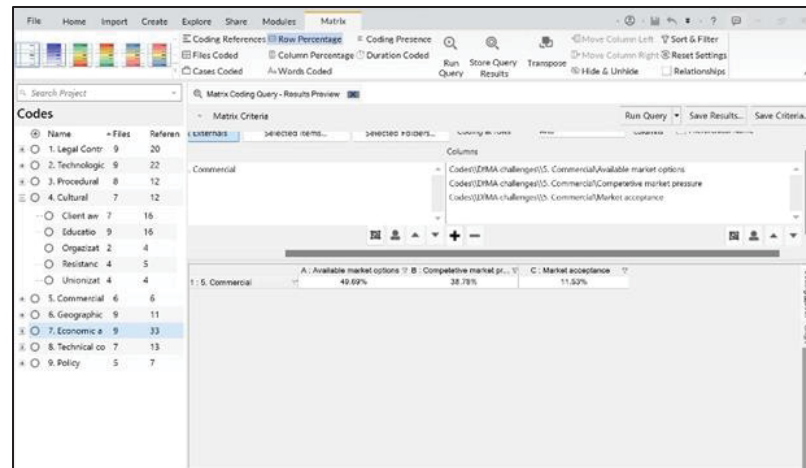 File Home Import Create Explore Share Modules Matrix
Coding References Row Percentage Coding Presence Move Column Left Sort & Filter
Files Coded Column Percentage Duration Coded Move Column Right Reset Settings
Cases Coded Words Coded Run Query Store Query Results Transpose Hide & Unhide Relationships
Search Project
Matrix Coding Query - Results Preview
Codes
Matrix Criteria Run Query Save Results... Save Criteria...
Name Files Referen
Externals Selected Items... Selected Folders...
1. Legal Contr 9 20
Columns
2. Technologic 9 22
. Commercial
Codes\\DfMA challenges\\5. Commercial\Available market options
3. Procedural 8 12
Codes\\DfMA challenges\\5. Commercial\Competetive market pressure
4. Cultural 7 12
Codes\\DfMA challenges\\5. Commercial\Market acceptance
Client aw 7 16
Educatio 9 16
Orgazizat 2 4
Resistanc 4 5
Unionizat 4 4
A : Available market options B : Competetive market pr... C : Market acceptance
1 : 5. Commercial 49.69% 38.78% 11.53%
5. Commercial 6 6
6. Geographic 9 11
7. Economic a 9 33
8. Technical co 7 13
9. Policy 5 7